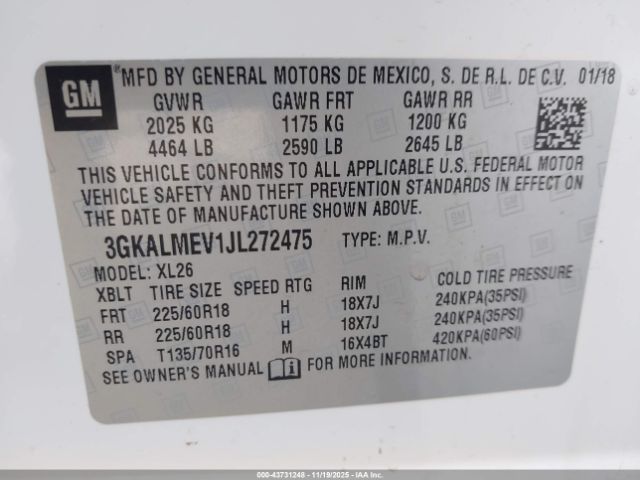 GM
MFD BY GENERAL MOTORS DE MEXICO, S. DE R.L. DE C.V. 01/18
GVWR GAWR FRT GAWR RR
2025 KG 1175 KG 1200 KG
4464 LB 2590 LB 2645 LB
THIS VEHICLE CONFORMS TO ALL APPLICABLE U.S. FEDERAL MOTOR
VEHICLE SAFETY AND THEFT PREVENTION STANDARDS IN EFFECT ON
THE DATE OF MANUFACTURE SHOWN ABOVE.
3GKALMEV1JL272475 TYPE: M.P.V.
MODEL: XL26
XBLT TIRE SIZE SPEED RTG RIM COLD TIRE PRESSURE
FRT 225/60R18 H 18X7J 240KPA(35PSI)
RR 225/60R18 H 18X7J 240KPA(35PSI)
SPA T135/70R16 M 16X4BT 420KPA(60PSI)
SEE OWNER'S MANUAL FOR MORE INFORMATION.
000-43731248 - 11/19/2025 - IAAI.COM